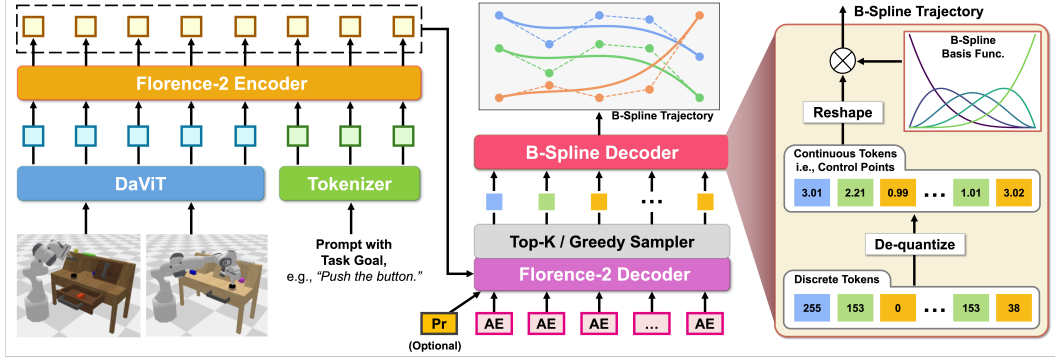 Florence-2 Encoder
DaViT
Tokenizer
Prompt with
Task Goal,
e.g., “Push the button.”
B-Spline Trajectory
B-Spline Decoder
Top-K / Greedy Sampler
Florence-2 Decoder
Pr
(Optional)
AE
AE
AE
...
AE
B-Spline Trajectory
B-Spline
Basis Func.
Reshape
Continuous Tokens
i.e., Control Points
3.01
2.21
0.99
...
1.01
3.02
De-quantize
Discrete Tokens
255
153
0
...
153
38